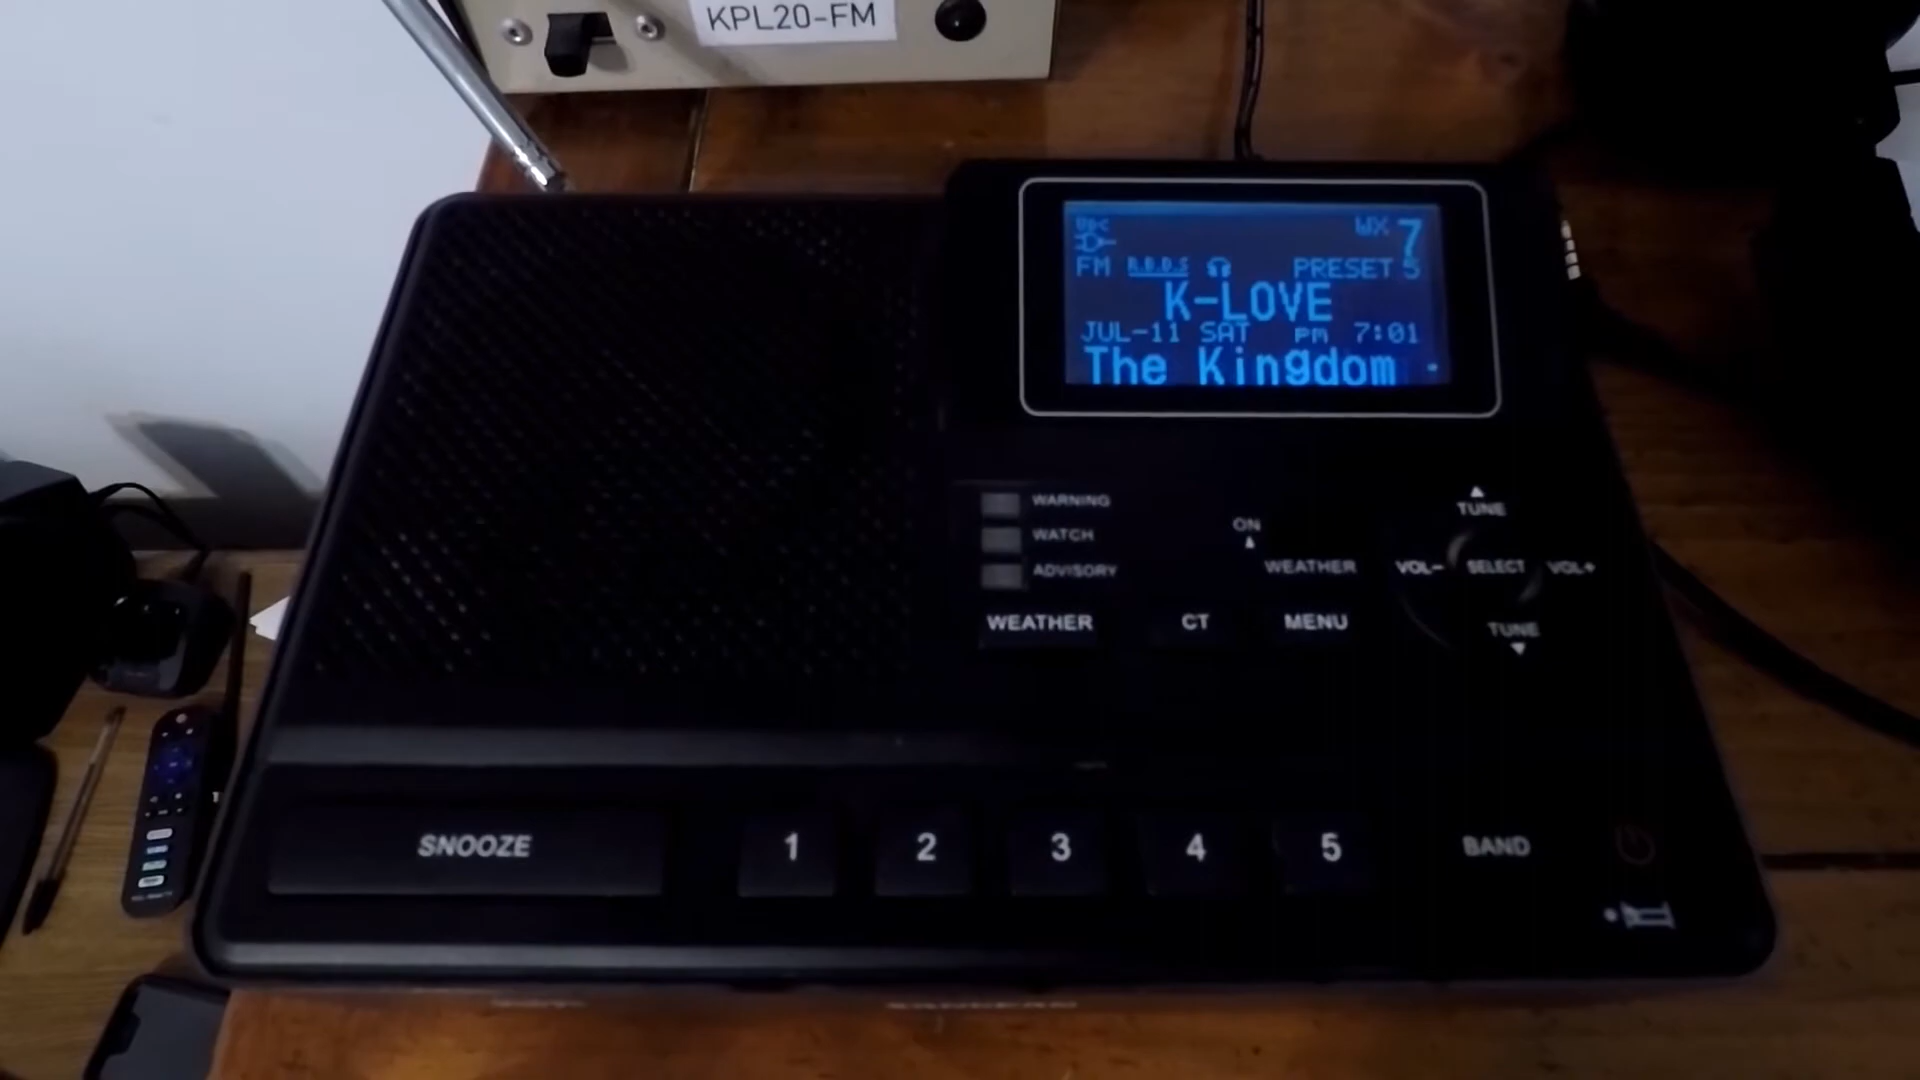 KPL20-FM
WX 7
FM R.B.D.S PRESET 5
K-LOVE
JUL-11 SAT pm 7:01
The Kingdom -
WARNING
WATCH
ADVISORY
ON
WEATHER
TUNE
VOL-
SELECT
VOL+
TUNE
WEATHER
CT
MENU
SNOOZE
1
2
3
4
5
BAND